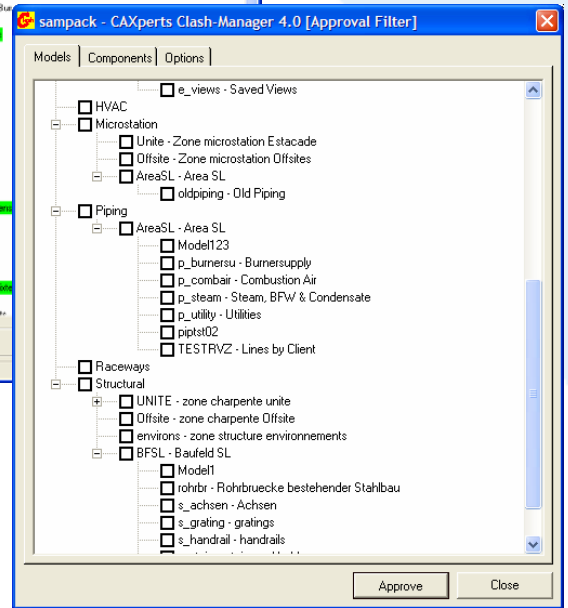 sampack - CAXperts Clash-Manager 4.0 [Approval Filter]
Models Components Options
e_views - Saved Views
HVAC
Microstation
Unite - Zone microstation Estacade
Offsite - Zone microstation Offsites
AreaSL - Area SL
oldpiping - Old Piping
Piping
AreaSL - Area SL
Model123
p_burnersu - Burnersupply
p_combair - Combustion Air
p_steam - Steam, BFW & Condensate
p_utility - Utilities
piptst02
TESTRVZ - Lines by Client
Raceways
Structural
UNITE - zone charpente unite
Offsite - zone charpente Offsite
environs - zone structure environnements
BFSL - Baufeld SL
Model1
rohrbr - Rohrbruecke bestehender Stahlbau
s_achsen - Achsen
s_grating - gratings
s_handrail - handrails
Approve Close